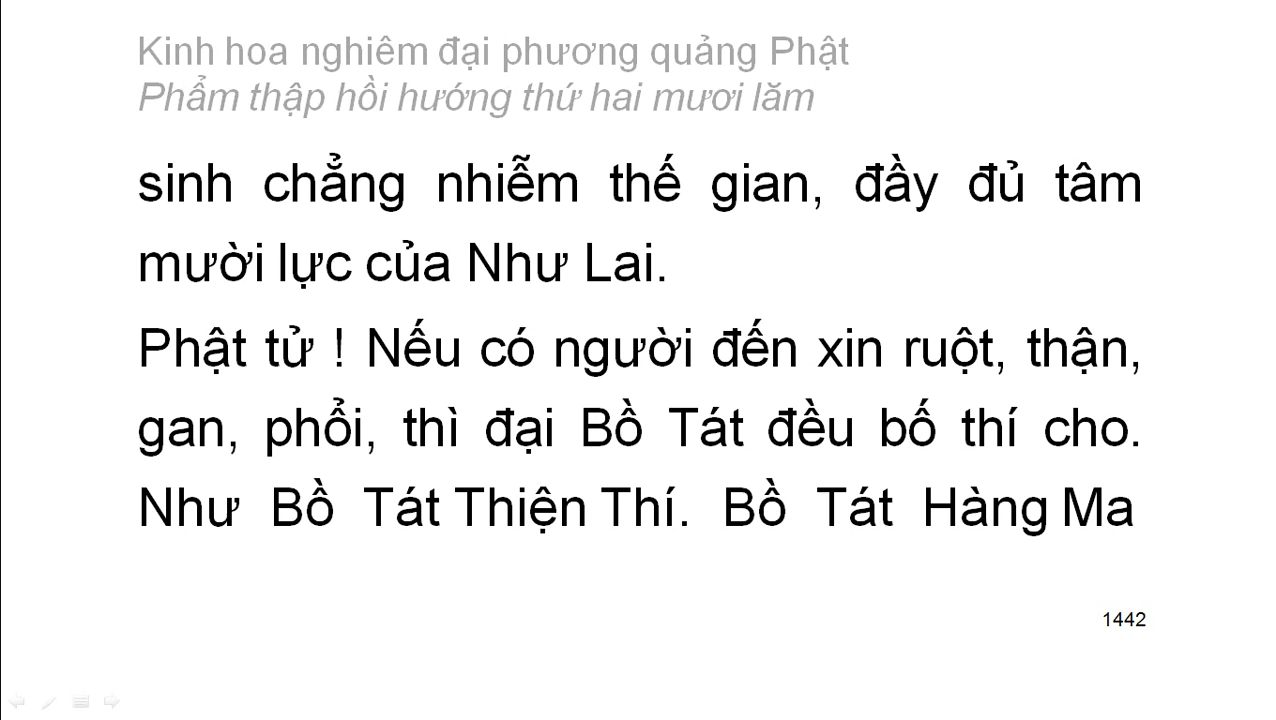 Kinh hoa nghiêm đại phương quảng Phật
Phẩm thập hồi hướng thứ hai mươi lăm
sinh chẳng nhiễm thế gian, đầy đủ tâm
mười lực của Như Lai.
Phật tử ! Nếu có người đến xin ruột, thận,
gan, phổi, thì đại Bồ Tát đều bố thí cho.
Như Bồ Tát Thiện Thí. Bồ Tát Hàng Ma
1442